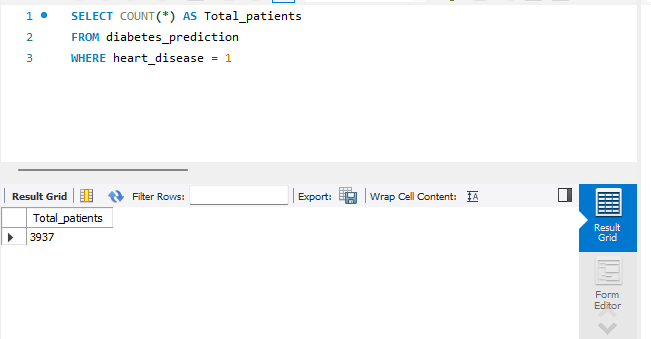 1 SELECT COUNT(*) AS Total_patients
2 FROM diabetes_prediction
3 WHERE heart_disease = 1
Result Grid Filter Rows: Export: Wrap Cell Content: IA
Total_patients
3937
Result
Grid
Form
Editor